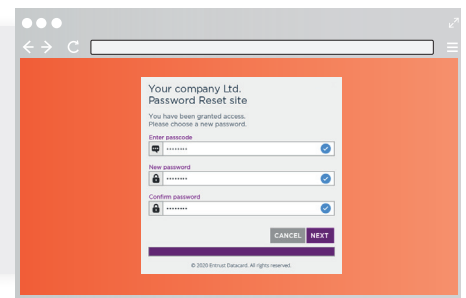 Your company Ltd.
Password Reset site
You have been granted access.
Please choose a new password.
Enter passcode
New password
Confirm password
CANCEL NEXT
© 2020 Entrust Datacard. All rights reserved.